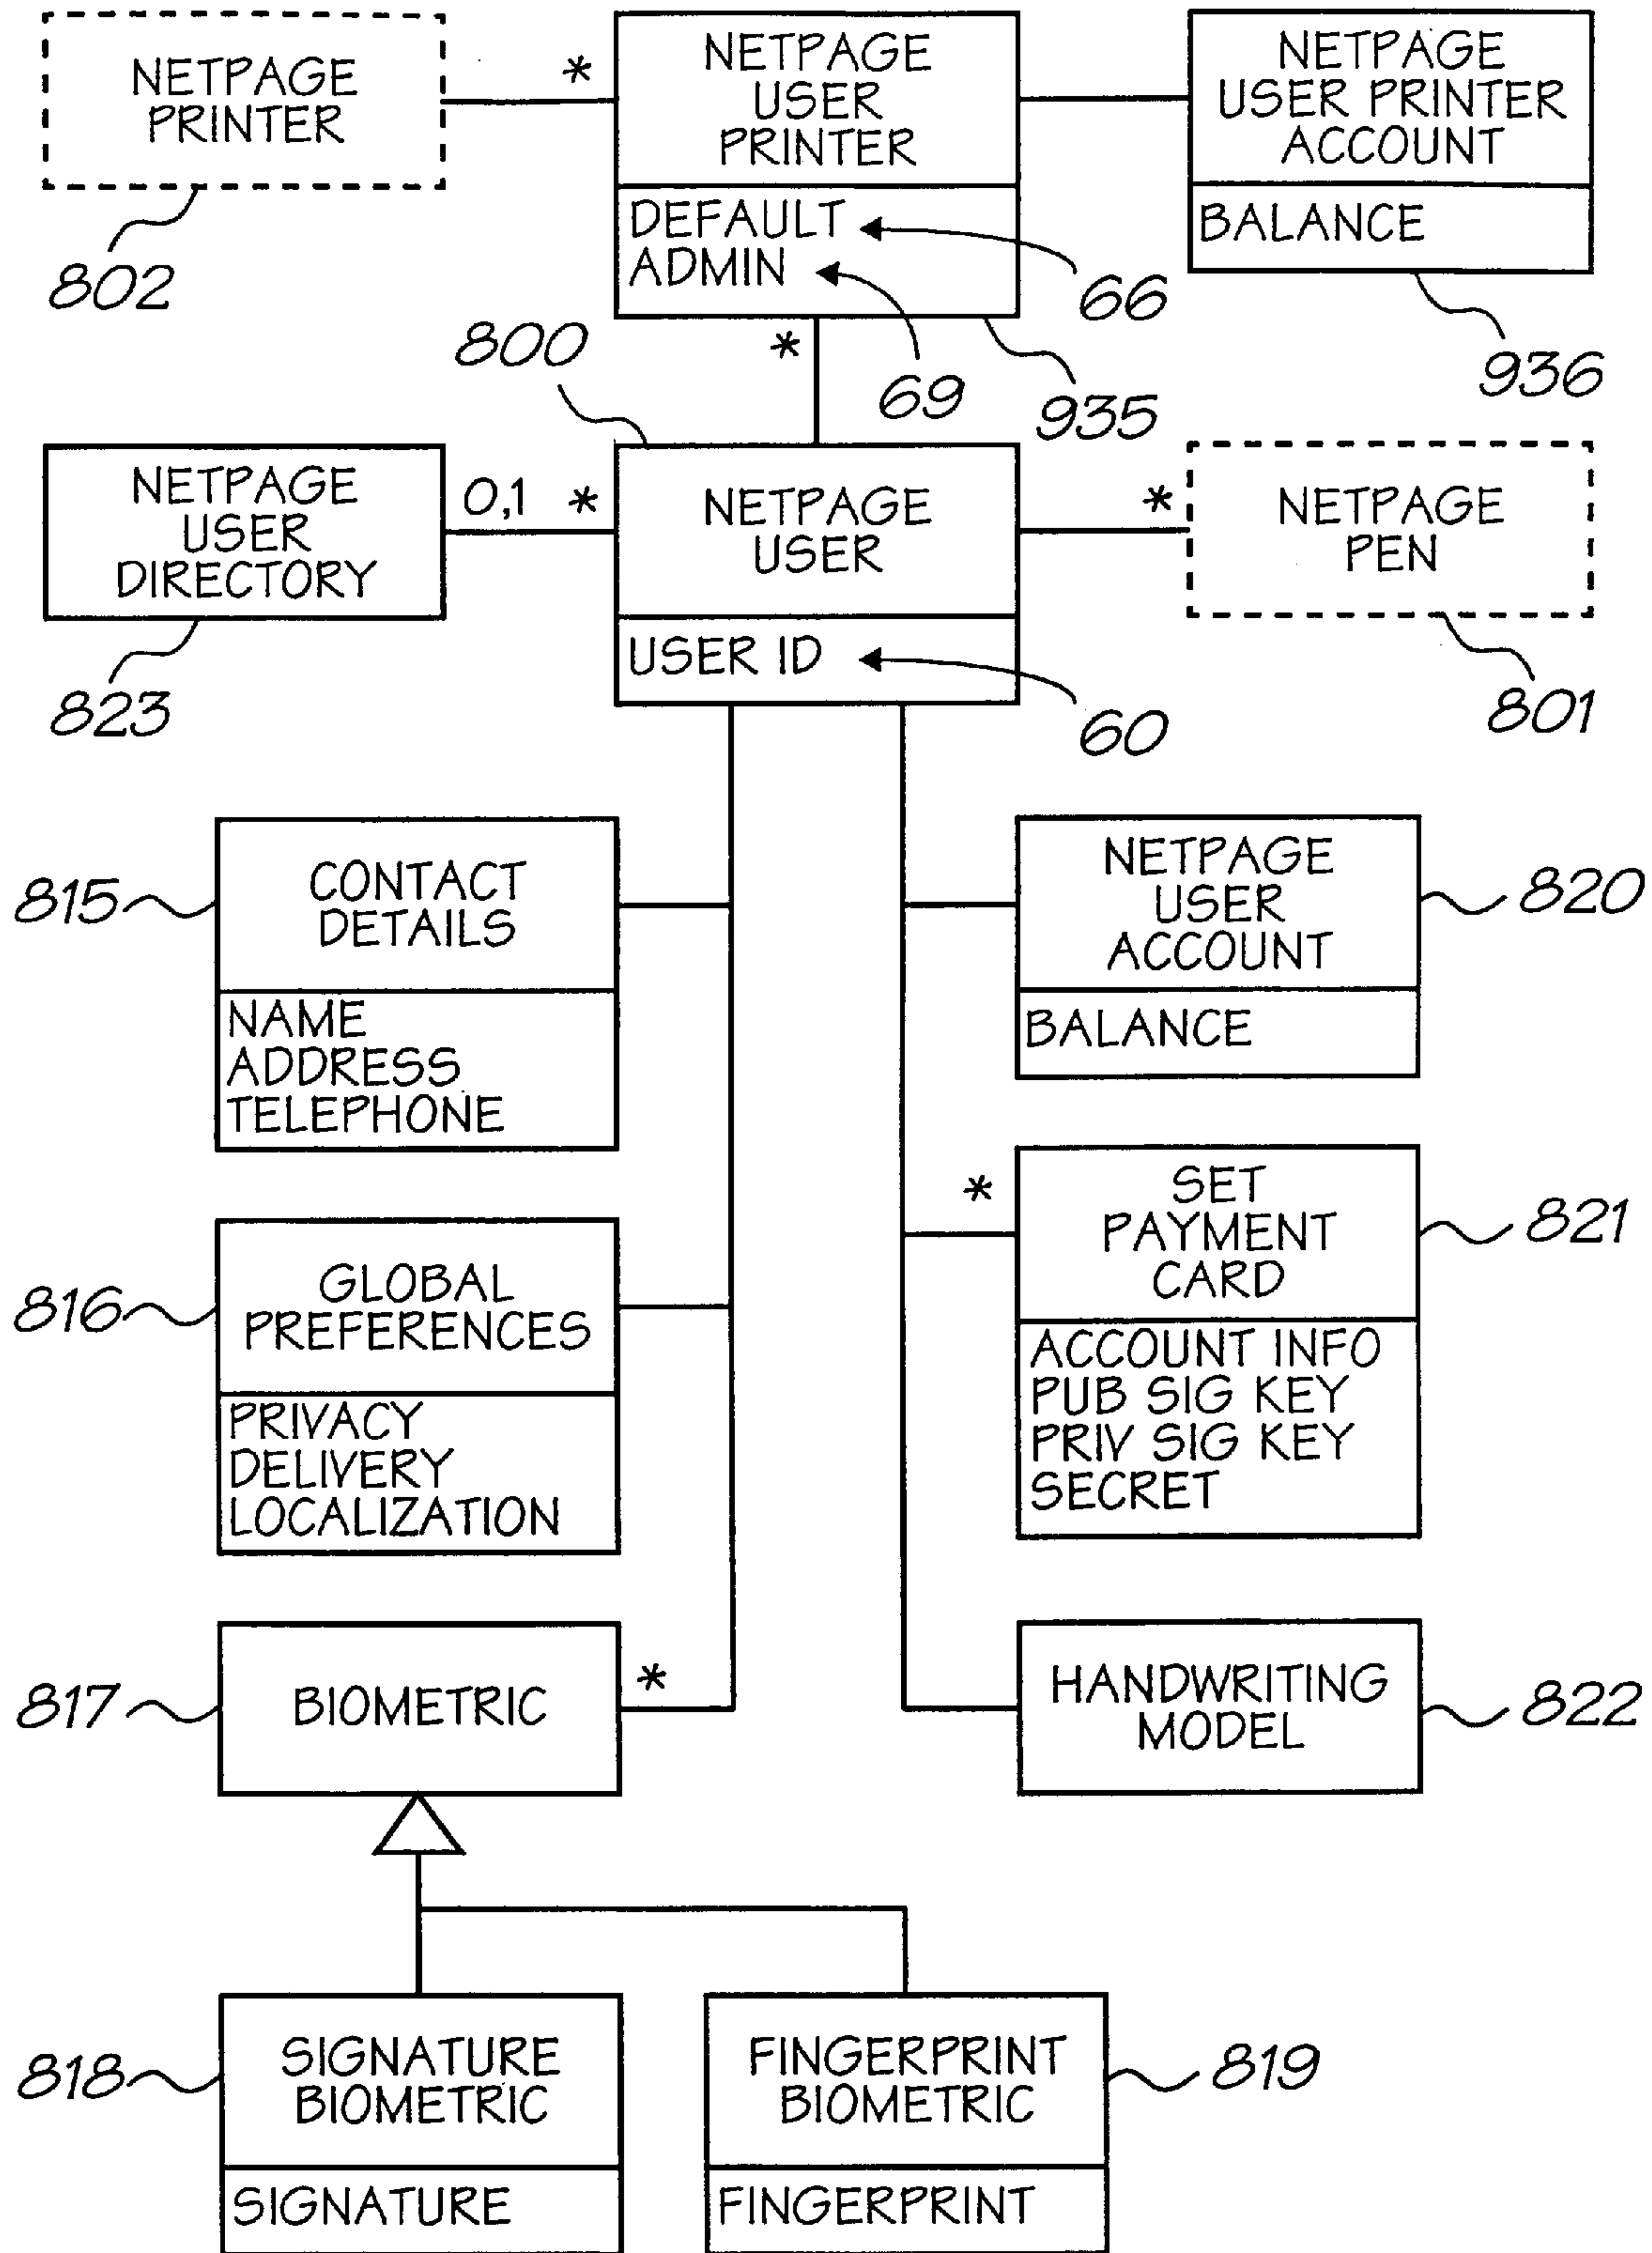 NETPAGE
PRINTER
802
*
NETPAGE
USER
PRINTER
DEFAULT
ADMIN
66
69
935
NETPAGE
USER PRINTER
ACCOUNT
BALANCE
936
*
800
NETPAGE
USER
DIRECTORY
823
0,1 *
NETPAGE
USER
USER ID
60
*
NETPAGE
PEN
801
815
CONTACT
DETAILS
NAME
ADDRESS
TELEPHONE
NETPAGE
USER
ACCOUNT
BALANCE
820
816
GLOBAL
PREFERENCES
PRIVACY
DELIVERY
LOCALIZATION
*
SET
PAYMENT
CARD
ACCOUNT INFO
PUB SIG KEY
PRIV SIG KEY
SECRET
821
817
BIOMETRIC
*
HANDWRITING
MODEL
822
818
SIGNATURE
BIOMETRIC
SIGNATURE
FINGERPRINT
BIOMETRIC
FINGERPRINT
819